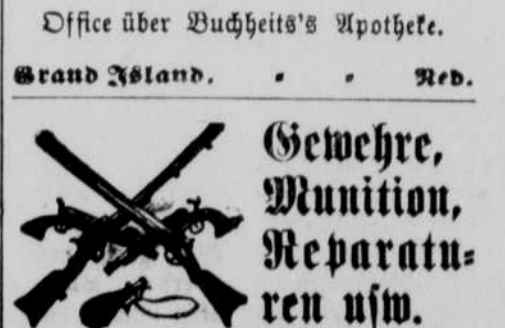 Office über Buchheits's Apotheke.
Grand Island. " " Neb.
Gewehre,
Munition,
Reparatu-
ren usw.